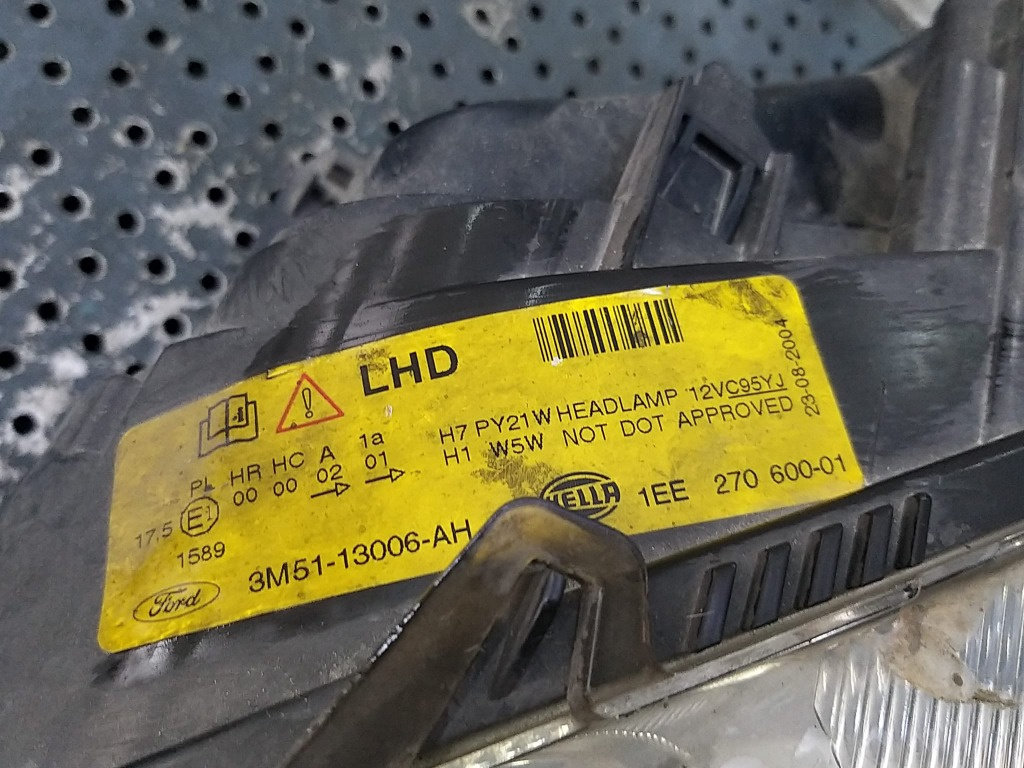 LHD
H7 PY21W HEADLAMP 12V C95YJ
H1 W5W NOT DOT APPROVED
23-08-2004
PL HR HC A 1a
00 00 02 01
17.5 E1
1589
HELLA 1EE 270 600-01
3M51-13006-AH
Ford